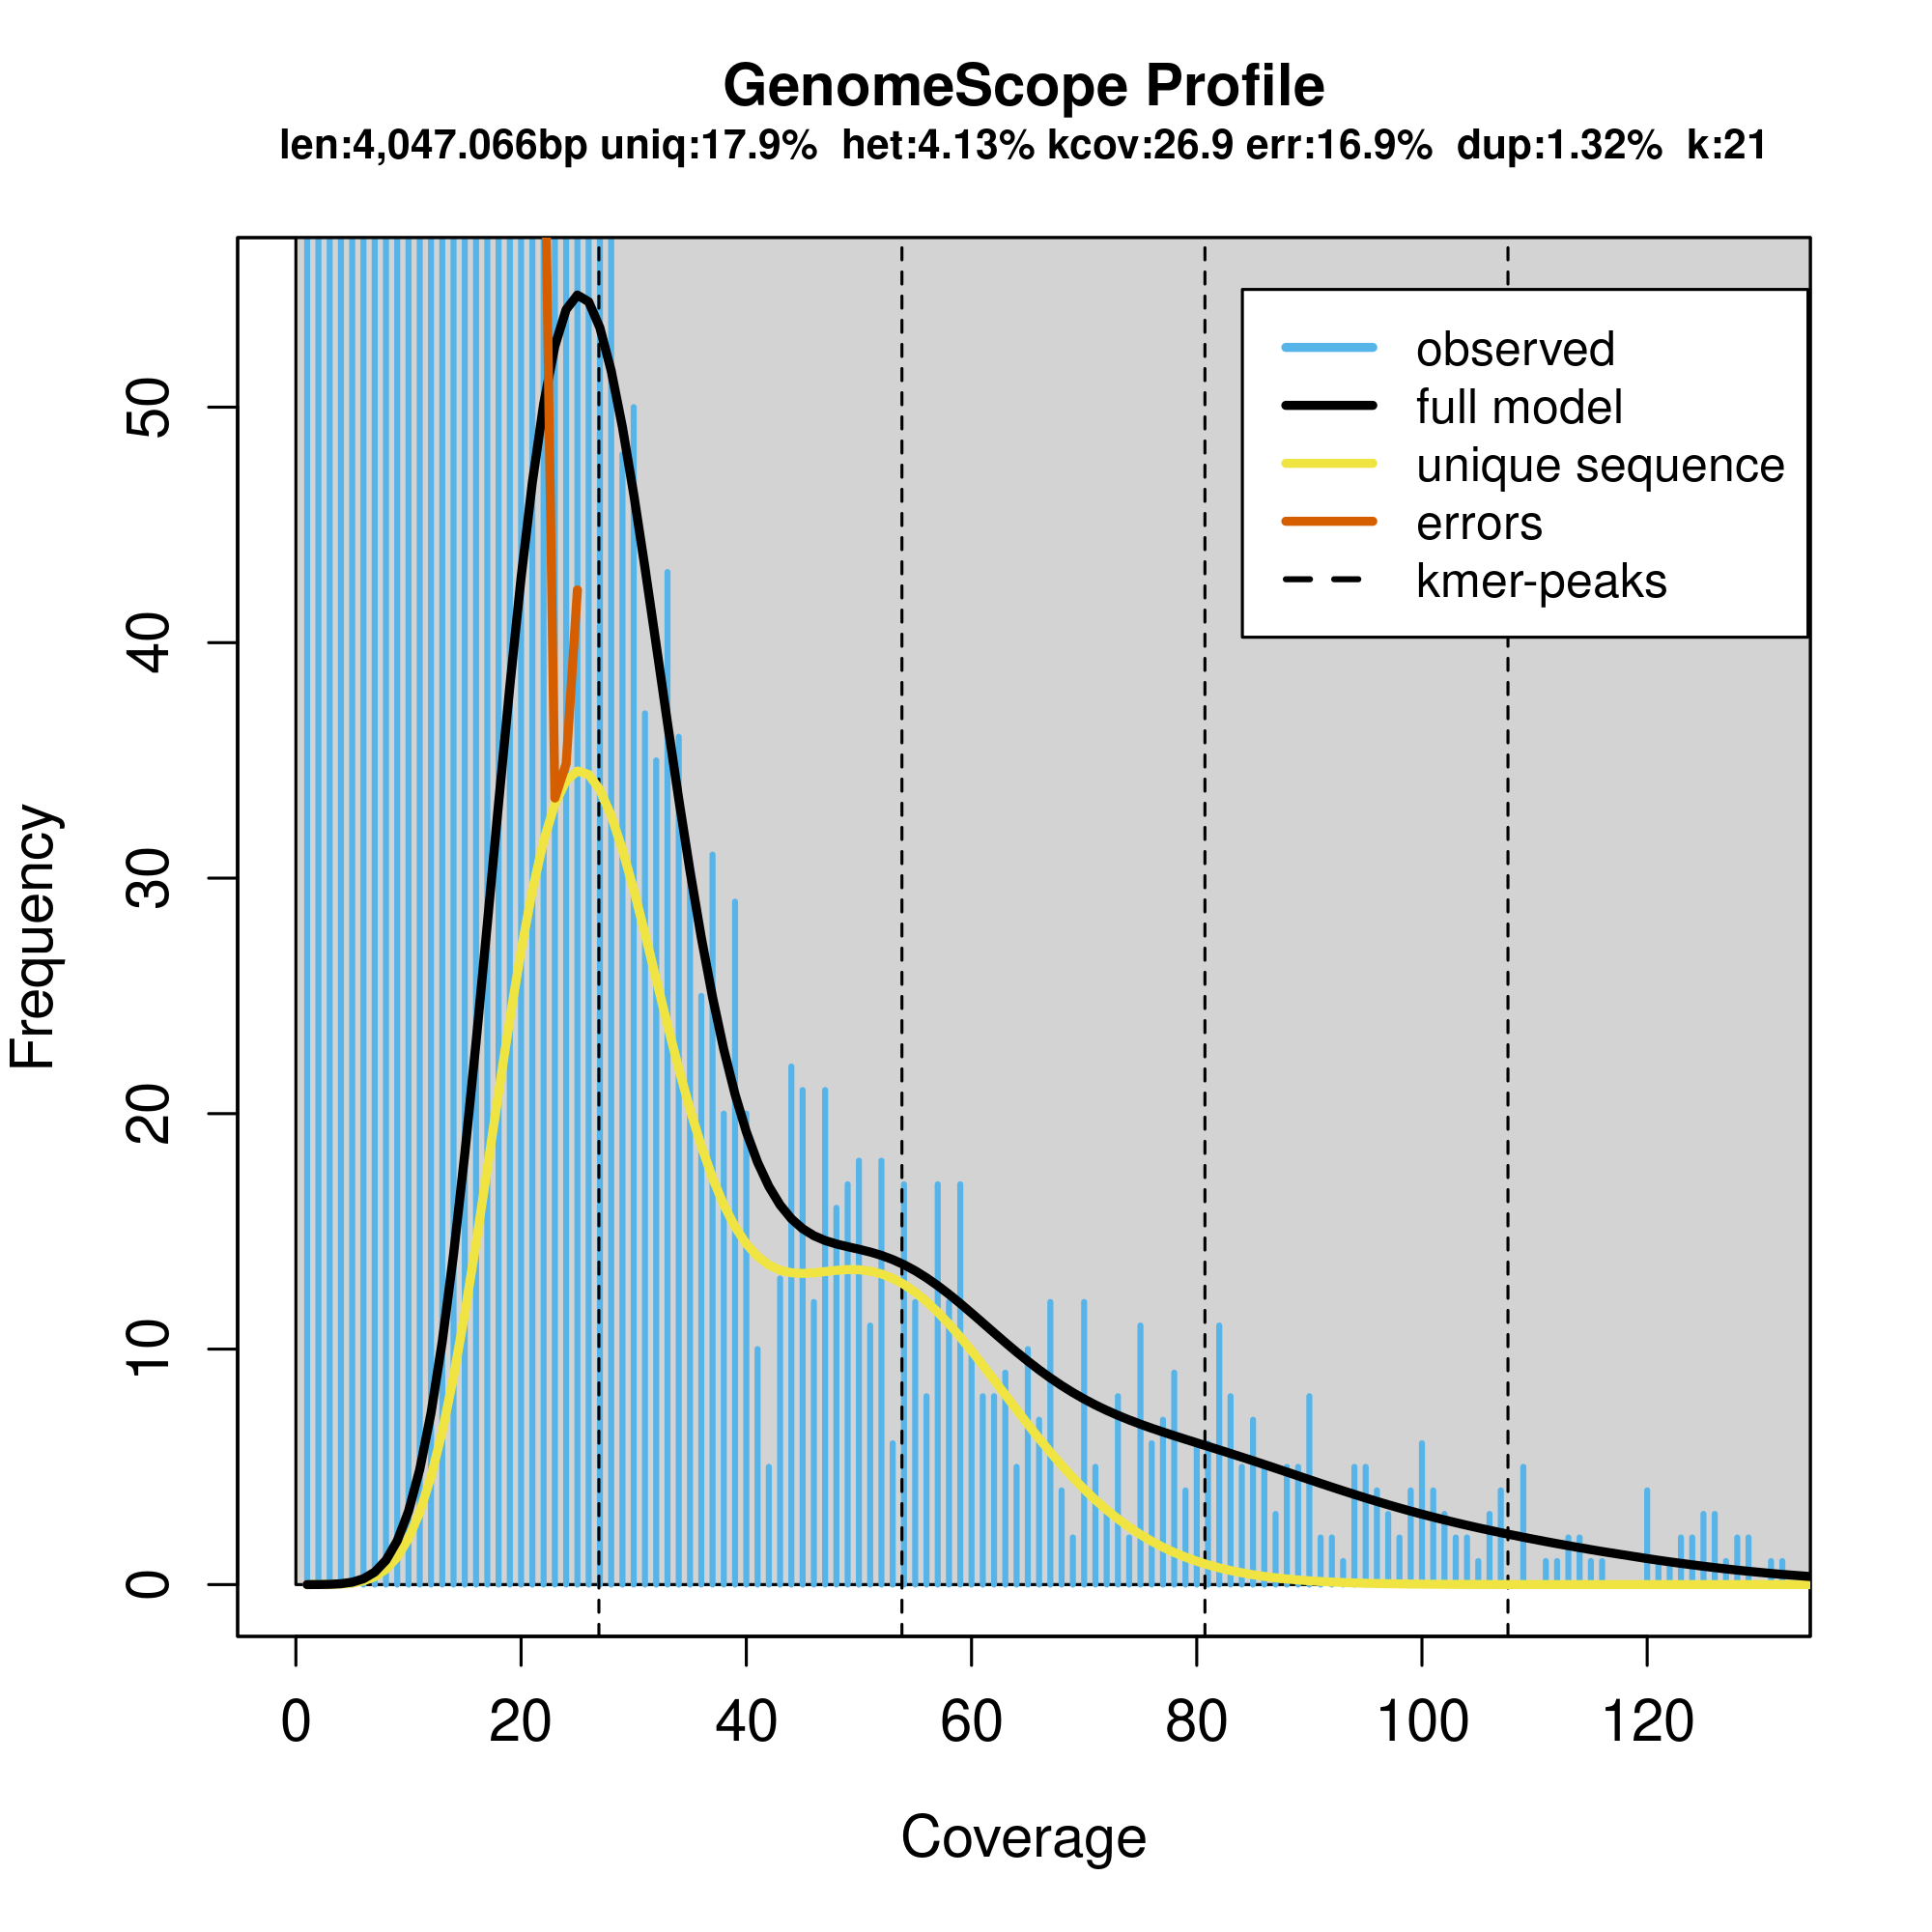 GenomeScope Profile
len:4,047.066bp uniq:17.9% het:4.13% kcov:26.9 err:16.9% dup:1.32% k:21
observed
full model
unique sequence
errors
kmer-peaks
50
40
30
20
10
0
Frequency
0 20 40 60 80 100 120
Coverage